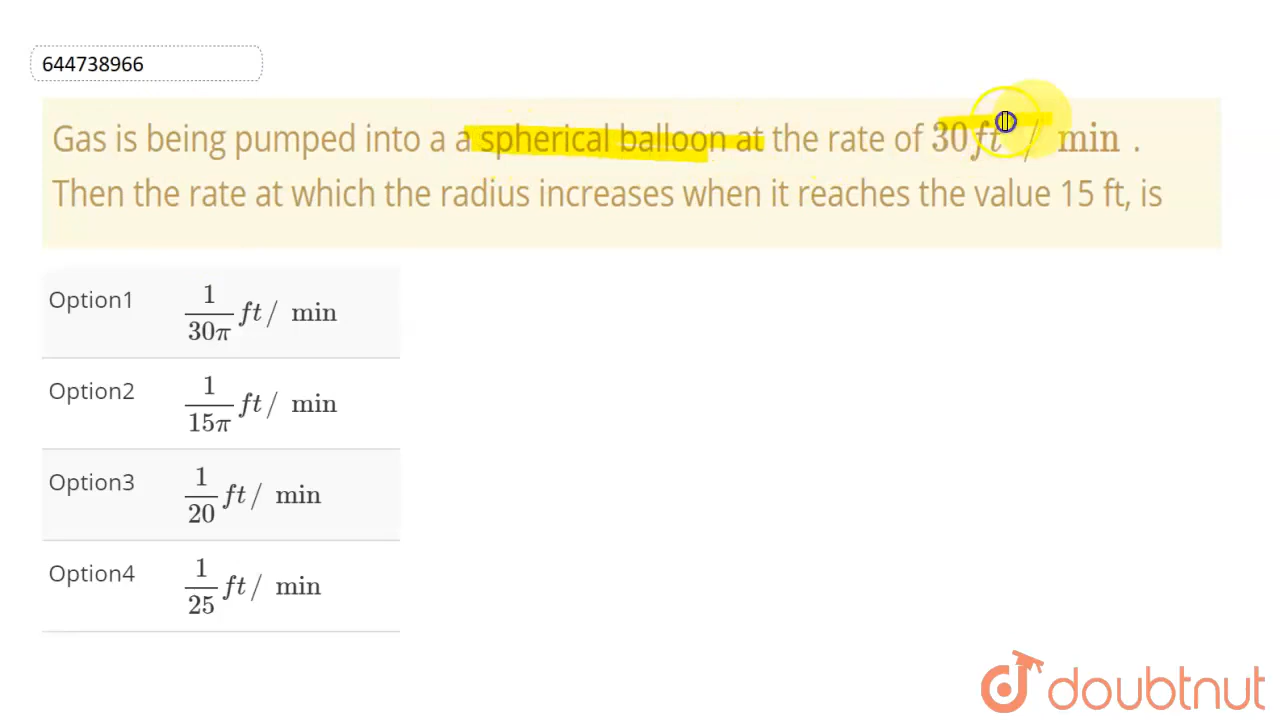 644738966
Gas is being pumped into a a spherical balloon at the rate of 30ft / min .
Then the rate at which the radius increases when it reaches the value 15 ft, is
Option1 1/30π ft/ min
Option2 1/15π ft/ min
Option3 1/20 ft/ min
Option4 1/25 ft/ min
doubtnut